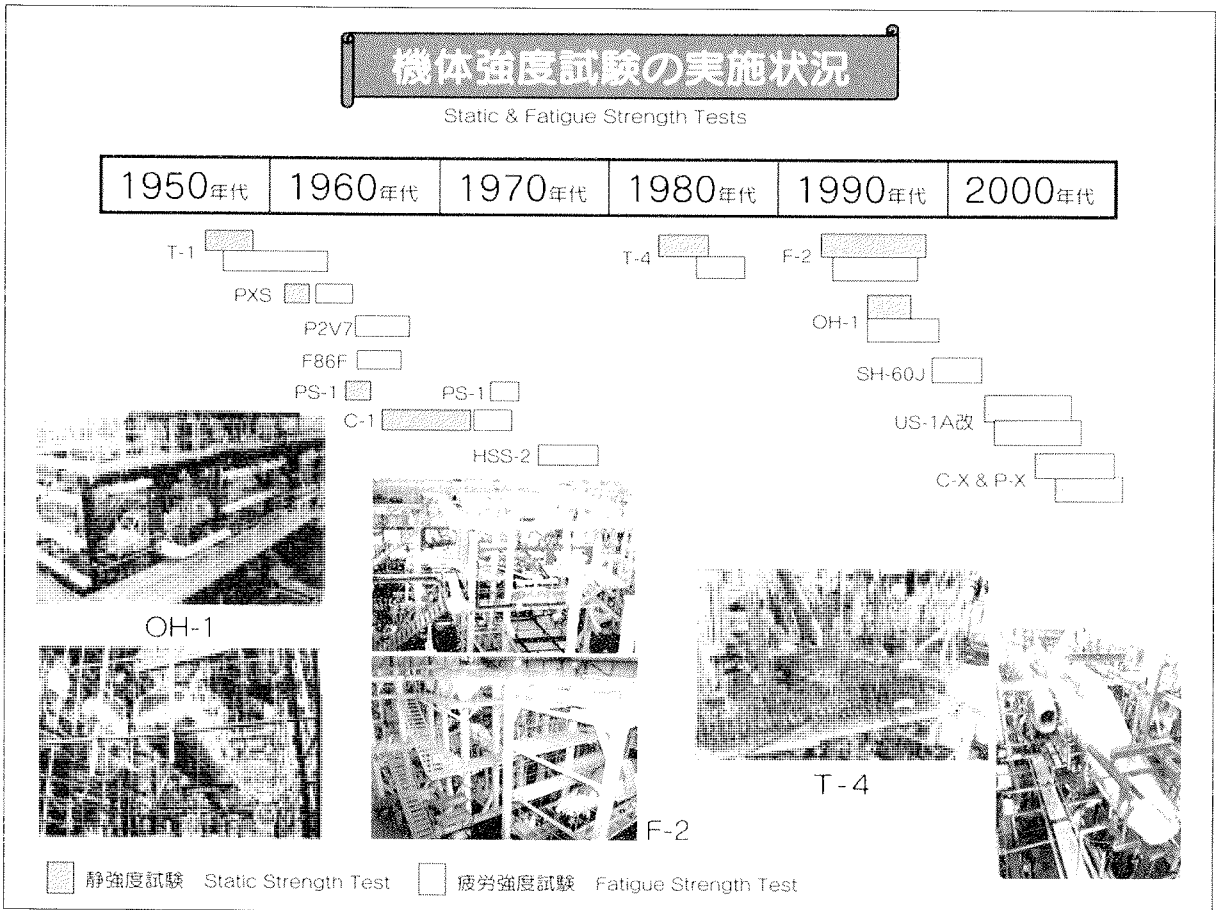 機体強度試験の実施状況
Static & Fatigue Strength Tests
1950年代 1960年代 1970年代 1980年代 1990年代 2000年代
T-1
T-4
F-2
PXS
OH-1
P2V7
F86F
SH-60J
PS-1
PS-1
C-1
US-1A改
HSS-2
C-X & P-X
OH-1
T-4
F-2
静強度試験 Static Strength Test
疲労強度試験 Fatigue Strength Test